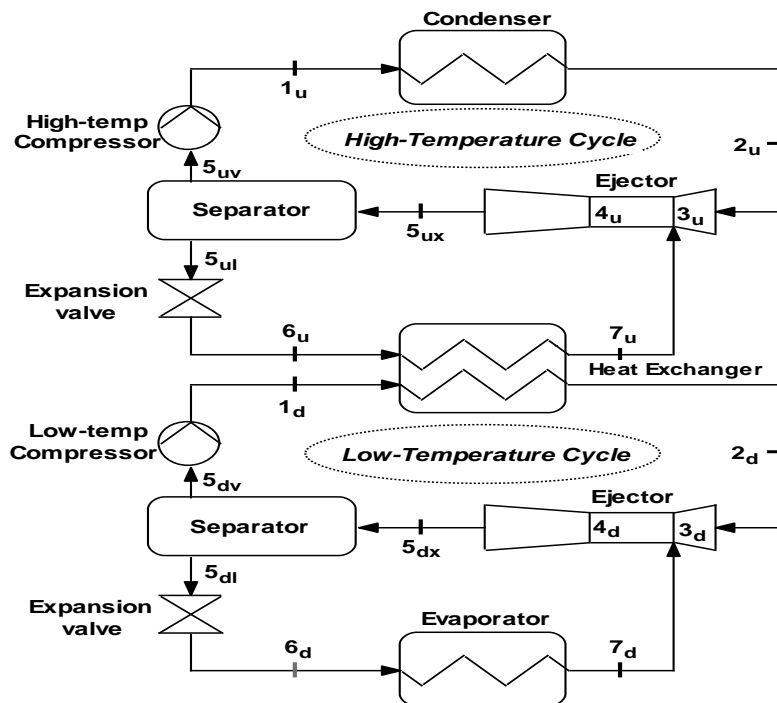 Condenser
1u
High-temp
Compressor
High-Temperature Cycle
2u
5uv
Ejector
Separator
4u
3u
5ux
5ul
Expansion
valve
6u
7u
Heat Exchanger
1d
Low-temp
Compressor
Low-Temperature Cycle
2d
5dv
Ejector
Separator
4d
3d
5dx
5dl
Expansion
valve
Evaporator
6d
7d